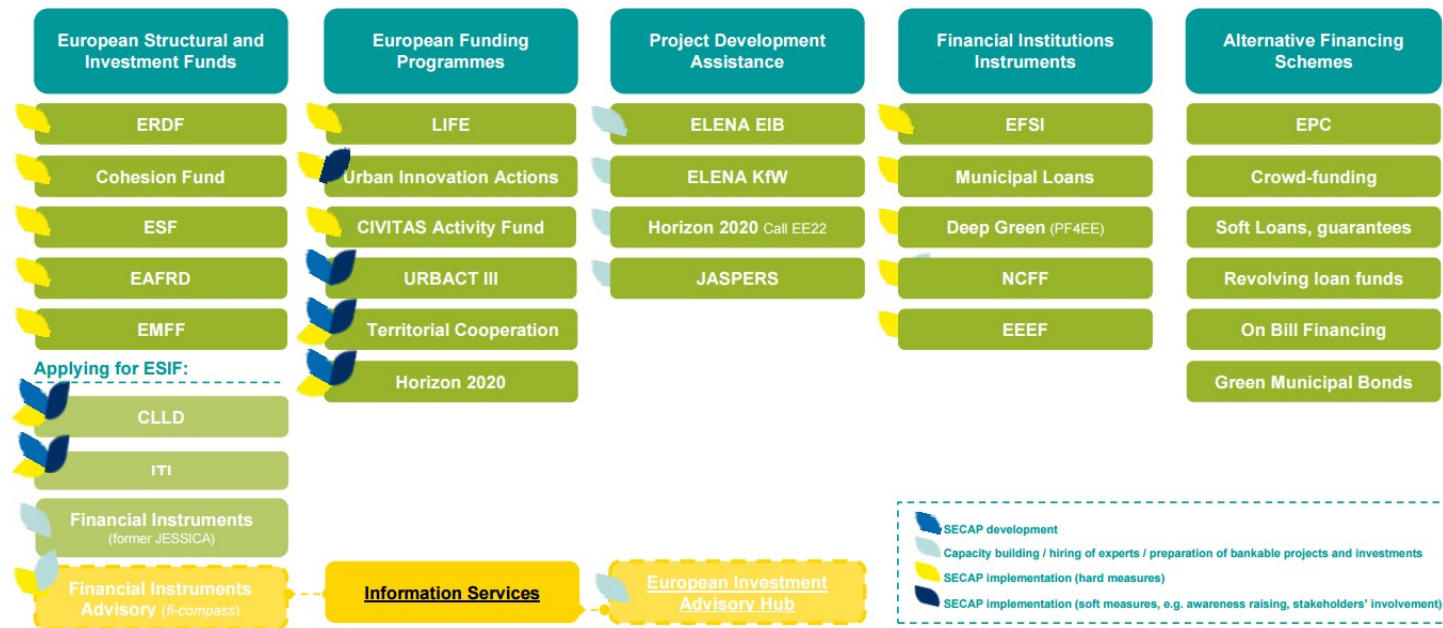 European Structural and
Investment Funds
ERDF
Cohesion Fund
ESF
EAFRD
EMFF
Applying for ESIF:
CLLD
ITI
Financial Instruments
(former JESSICA)
Financial Instruments
Advisory (fi-compass)
European Funding
Programmes
LIFE
Urban Innovation Actions
CIVITAS Activity Fund
URBACT III
Territorial Cooperation
Horizon 2020
Information Services
Project Development
Assistance
ELENA EIB
ELENA KfW
Horizon 2020 Call EE22
JASPERS
European Investment
Advisory Hub
Financial Institutions
Instruments
EFSI
Municipal Loans
Deep Green (PF4EE)
NCFF
EEEF
Alternative Financing
Schemes
EPC
Crowd-funding
Soft Loans, guarantees
Revolving loan funds
On Bill Financing
Green Municipal Bonds
SECAP development
Capacity building / hiring of experts / preparation of bankable projects and investments
SECAP implementation (hard measures)
SECAP implementation (soft measures, e.g. awareness raising, stakeholders' involvement)